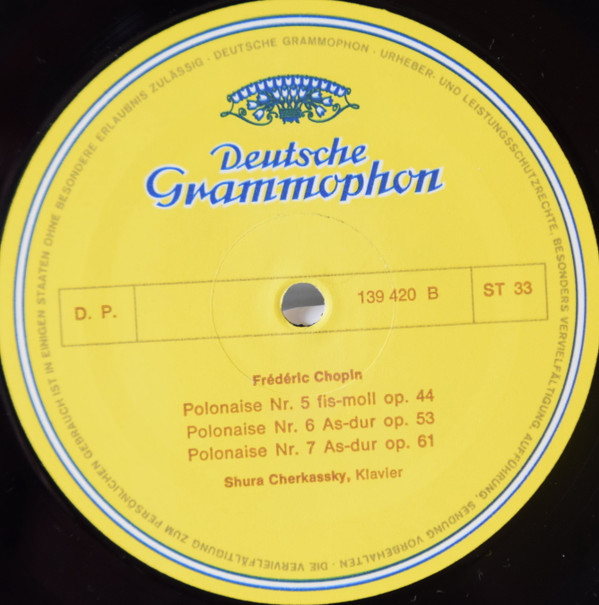 DEUTSCHE GRAMMOPHON · URHEBER- UND LEISTUNGSSCHUTZRECHTE, BESONDERS VERVIELFÄLTIGUNG, AUFFÜHRUNG, SENDUNG VORBEHALTEN · DIE VERVIELFÄLTIGUNG ZUM PERSÖNLICHEN GEBRAUCH IST IN EINIGEN STAATEN OHNE BESONDERE ERLAUBNIS ZULÄSSIG ·
Deutsche
Grammophon
D. P. 139 420 B ST 33
Frédéric Chopin
Polonaise Nr. 5 fis-moll op. 44
Polonaise Nr. 6 As-dur op. 53
Polonaise Nr. 7 As-dur op. 61
Shura Cherkassky, Klavier